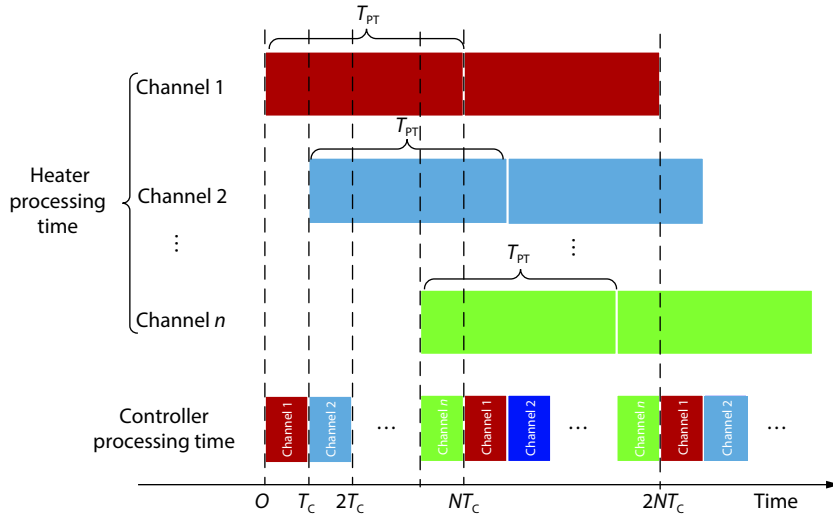 T_PT
Channel 1
T_PT
Heater
processing
time
Channel 2
⋮
⋮
T_PT
Channel n
Controller
processing time
Channel 1
Channel 2
...
Channel n
Channel 1
Channel 2
...
Channel n
Channel 1
Channel 2
...
O T_C 2T_C NT_C 2NT_C Time